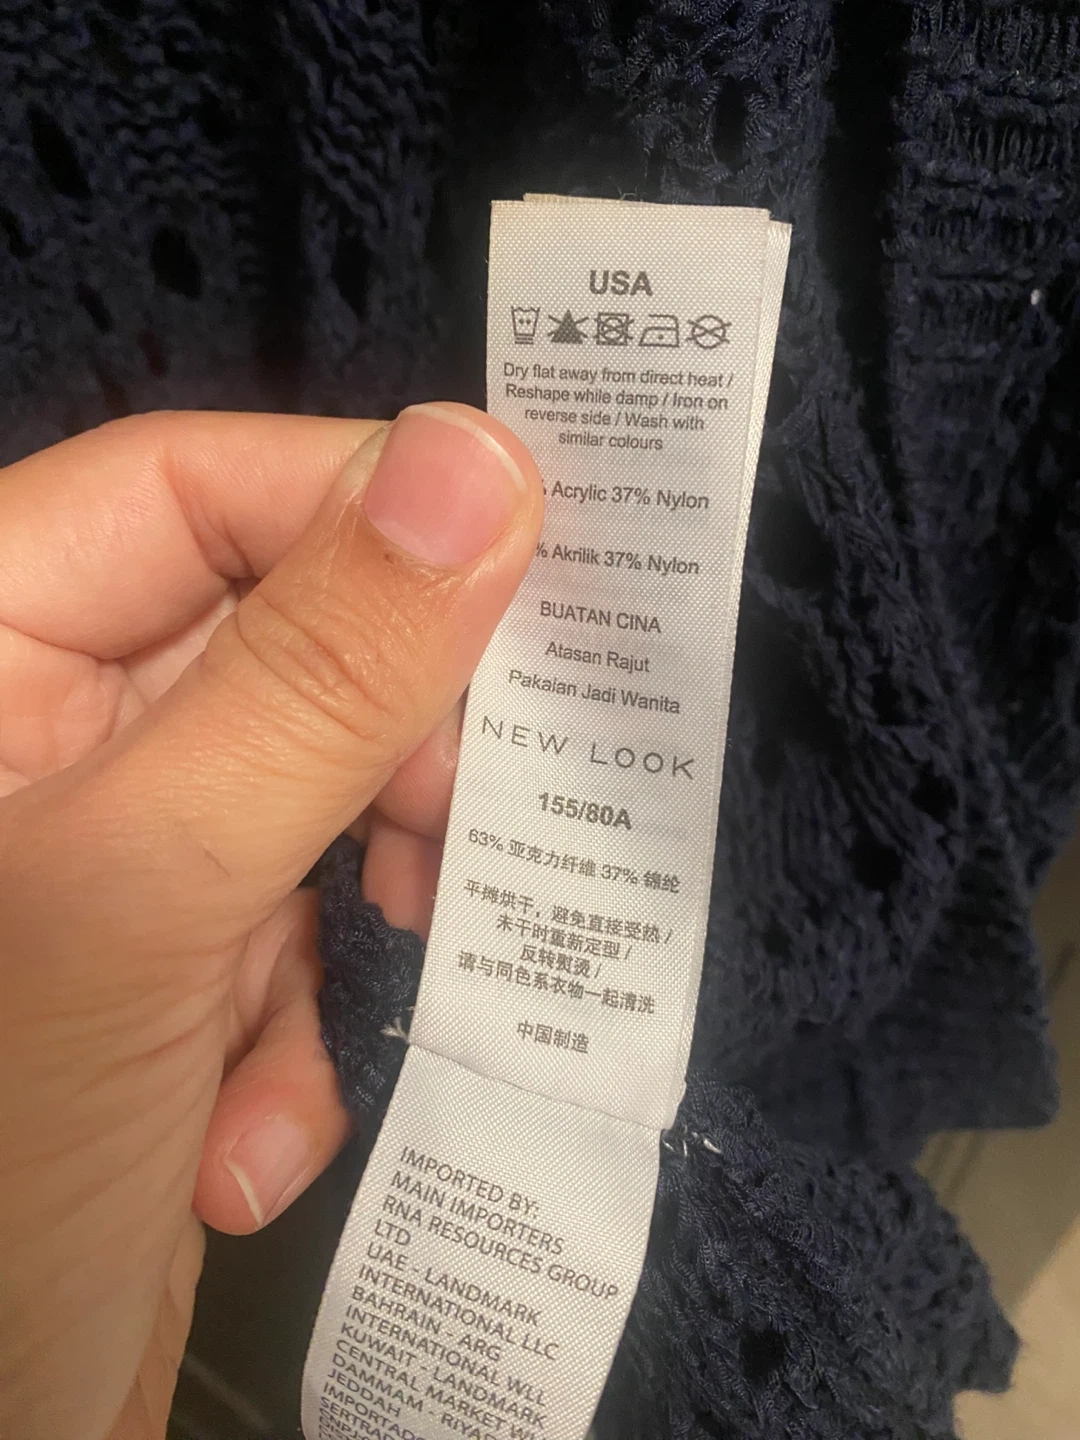 USA
Dry flat away from direct heat /
Reshape while damp / Iron on
reverse side / Wash with
similar colours
Acrylic 37% Nylon
% Akrilik 37% Nylon
BUATAN CINA
Atasan Rajut
Pakaian Jadi Wanita
NEW LOOK
155/80A
63% 亚克力纤维 37% 锦纶
平摊烘干，避免直接受热 /
未干时重新定型 /
反转熨烫 /
请与同色系衣物一起清洗
中国制造
IMPORTED BY:
MAIN IMPORTERS
RNA RESOURCES GROUP
LTD
UAE - LANDMARK
INTERNATIONAL LLC
BAHRAIN - ARG
INTERNATIONAL WLL
KUWAIT - LANDMARK
CENTRAL MARKET
DAMMAM - RIYAD
JEDDAH